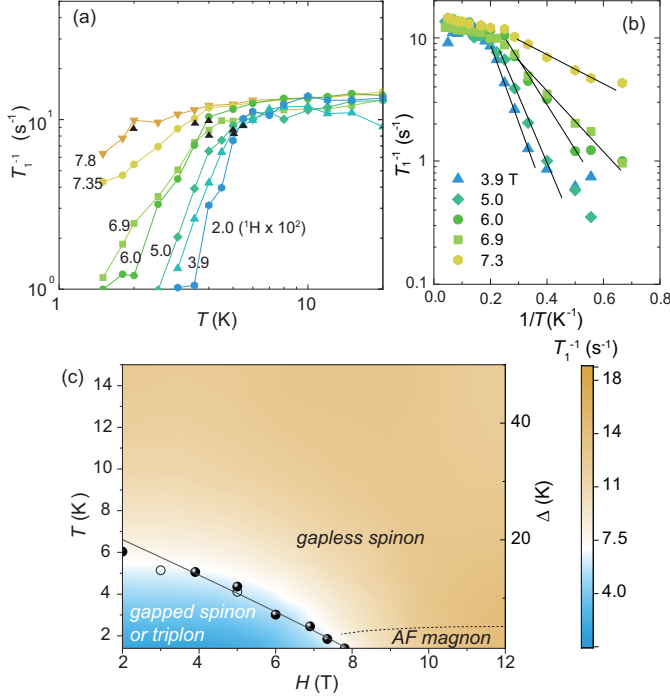 (a)
T₁⁻¹ (s⁻¹)
10¹
10⁰
7.8
7.35
6.9
6.0
5.0
3.9
2.0 (¹H x 10²)
1
10
T (K)
(b)
T₁⁻¹ (s⁻¹)
10
1
0.1
3.9 T
5.0
6.0
6.9
7.3
0.0 0.2 0.4 0.6 0.8
1/T(K⁻¹)
(c)
T (K)
14
12
10
8
6
4
2
gapless spinon
gapped spinon
or triplon
AF magnon
2 4 6 8 10 12
H (T)
40
20
Δ (K)
T₁⁻¹ (s⁻¹)
18
14
11
7.5
4.0